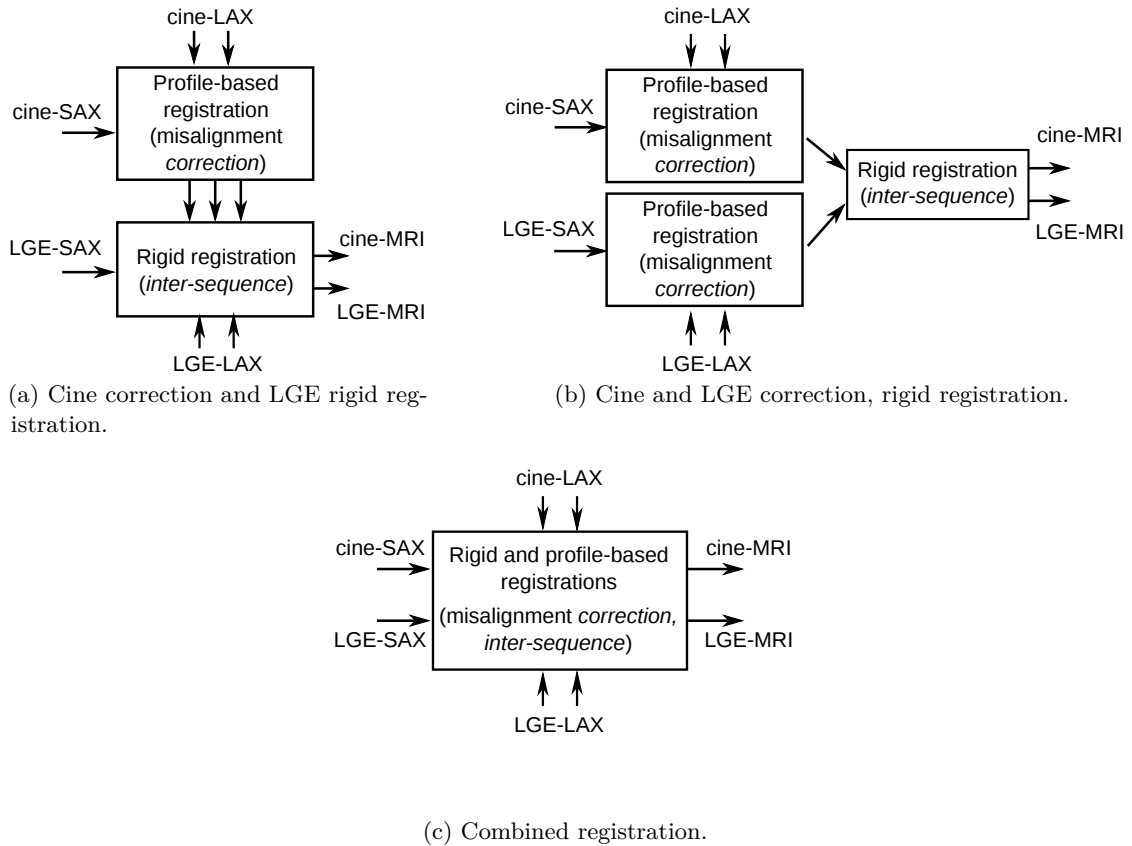 cine-LAX
cine-SAX
Profile-based
registration
(misalignment
correction)
LGE-SAX
Rigid registration
(inter-sequence)
cine-MRI
LGE-MRI
LGE-LAX
(a) Cine correction and LGE rigid reg-
istration.
cine-LAX
cine-SAX
Profile-based
registration
(misalignment
correction)
LGE-SAX
Profile-based
registration
(misalignment
correction)
LGE-LAX
Rigid registration
(inter-sequence)
cine-MRI
LGE-MRI
(b) Cine and LGE correction, rigid registration.
cine-LAX
cine-SAX
LGE-SAX
Rigid and profile-based
registrations
(misalignment correction,
inter-sequence)
cine-MRI
LGE-MRI
LGE-LAX
(c) Combined registration.